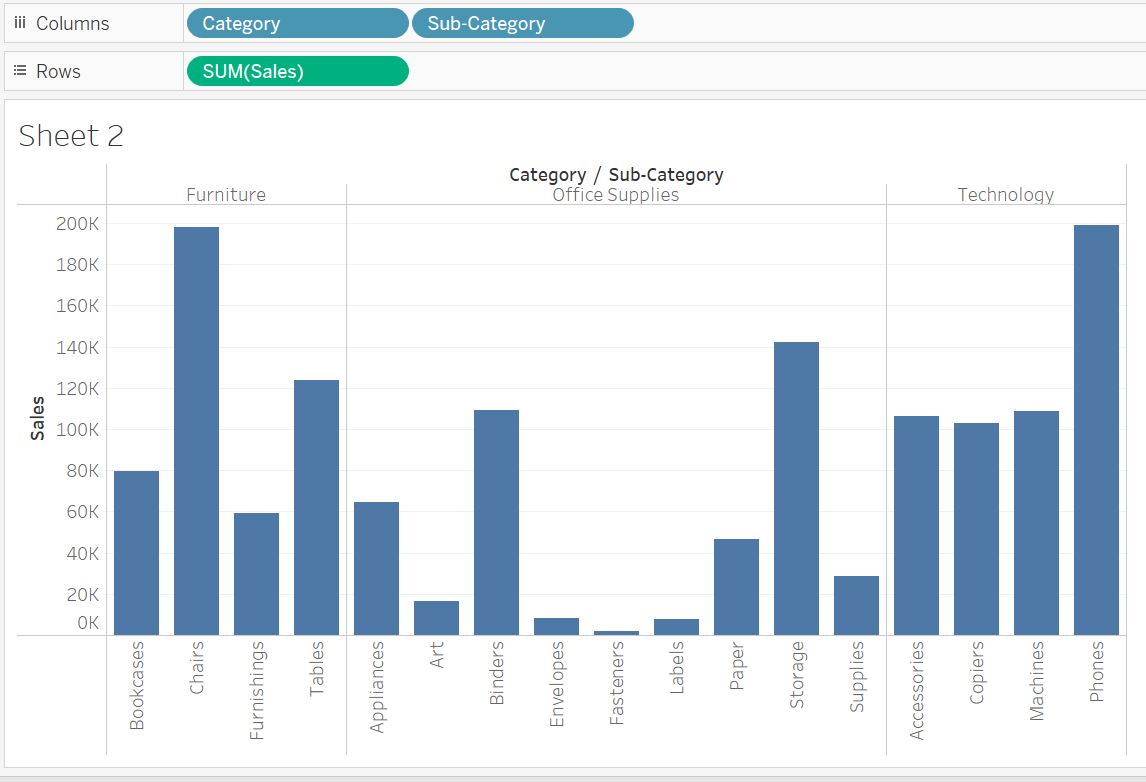 Columns Category Sub-Category
Rows SUM(Sales)
Sheet 2
Category / Sub-Category
Furniture Office Supplies Technology
Sales
200K
180K
160K
140K
120K
100K
80K
60K
40K
20K
0K
Bookcases
Chairs
Furnishings
Tables
Appliances
Art
Binders
Envelopes
Fasteners
Labels
Paper
Storage
Supplies
Accessories
Copiers
Machines
Phones